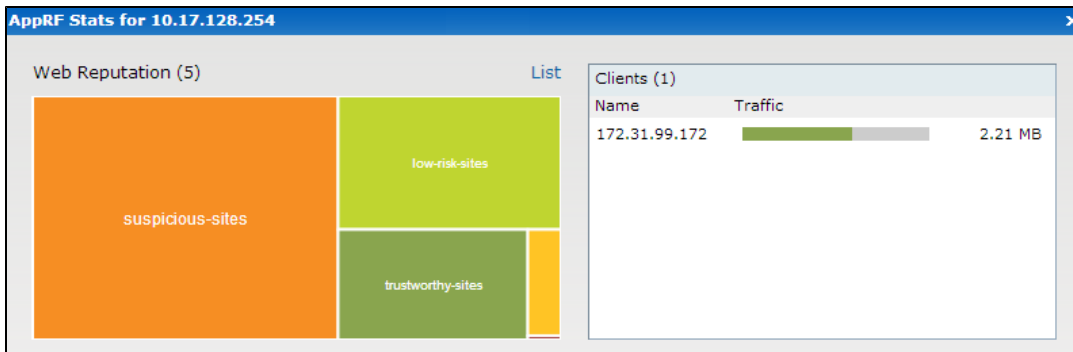 AppRF Stats for 10.17.128.254 x
Web Reputation (5) List
suspicious-sites
low-risk-sites
trustworthy-sites
Clients (1)
Name Traffic
172.31.99.172 2.21 MB